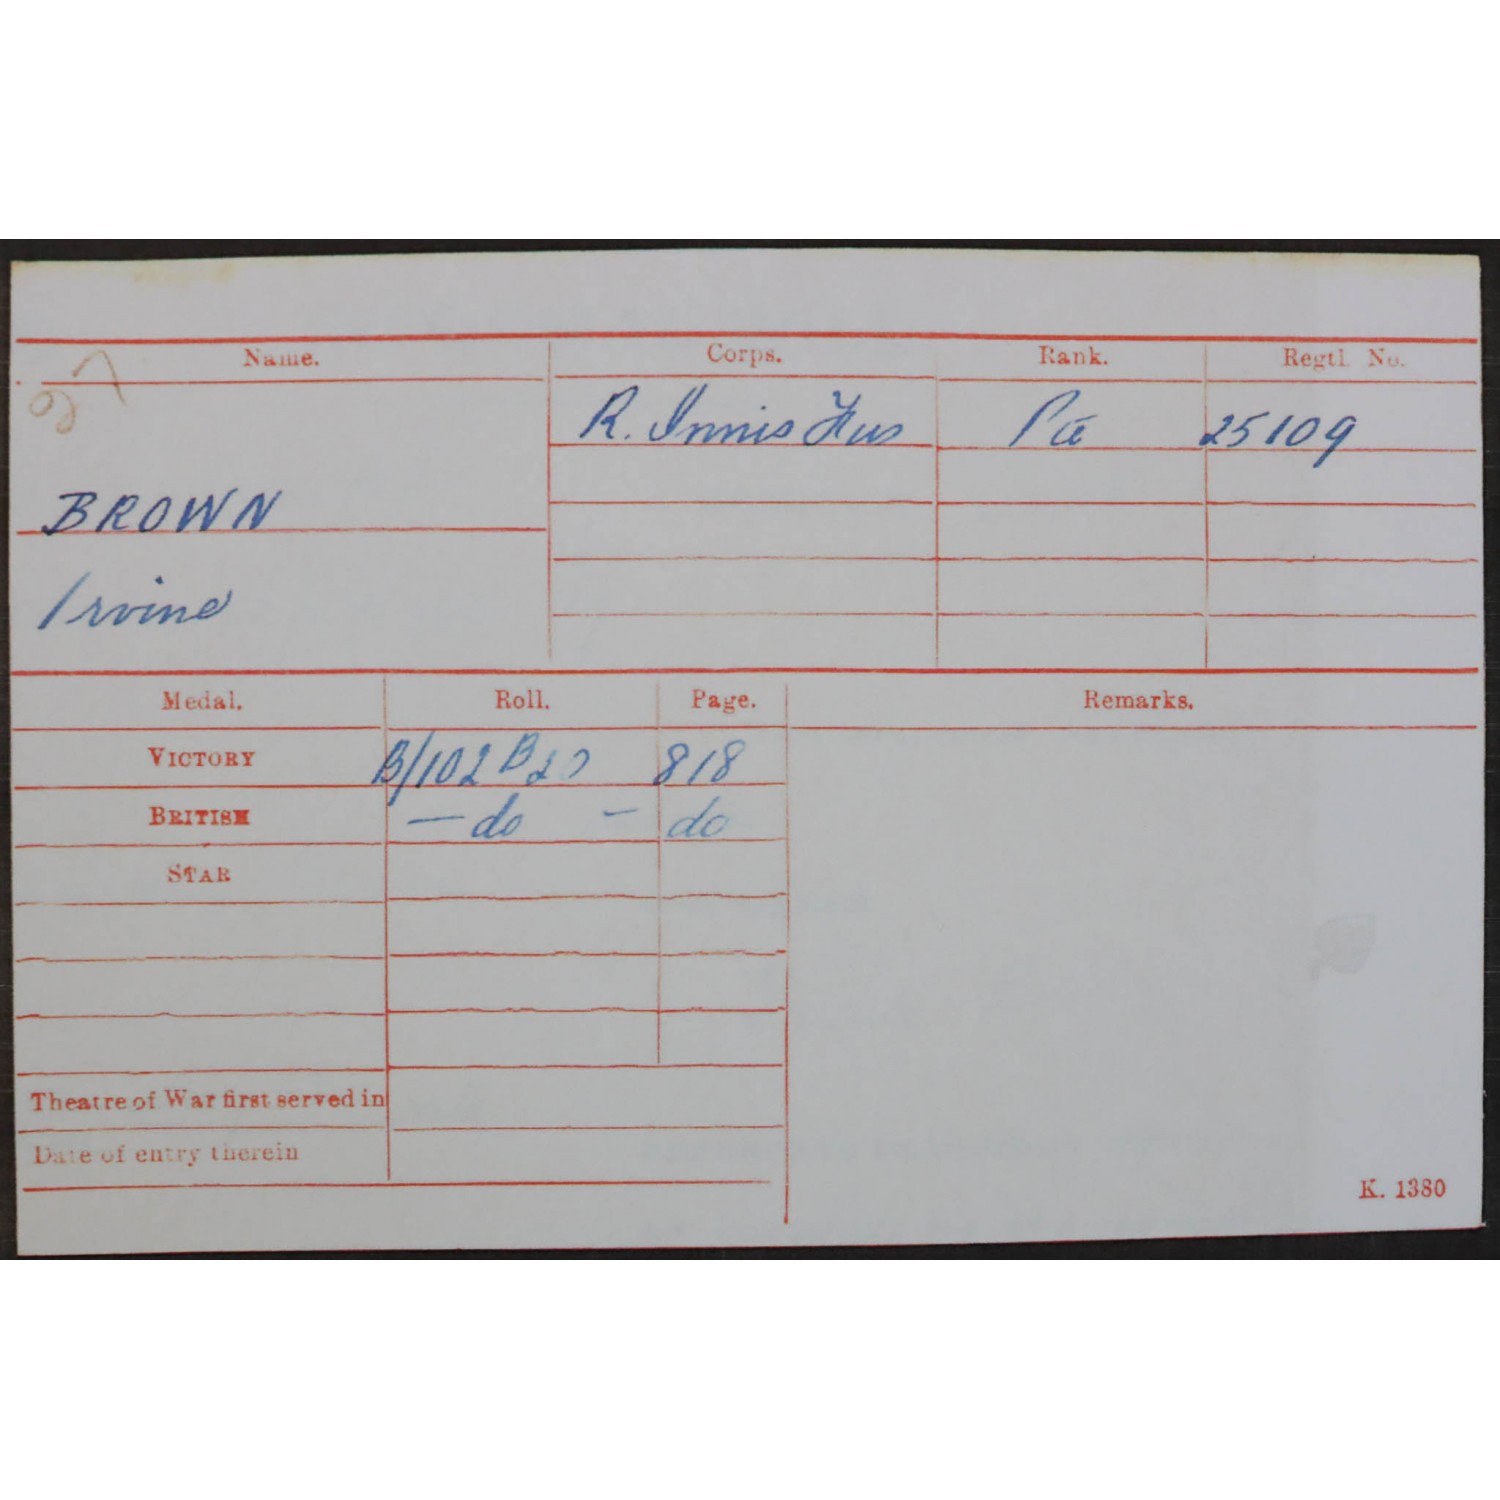 Name. Corps. Rank. Regtl. No.
27
R. Innis Fus Pte 25109
BROWN
Irvine
Medal. Roll. Page. Remarks.
VICTORY B/102 B20 818
BRITISH — do — do
STAR
Theatre of War first served in
Date of entry therein
K. 1380